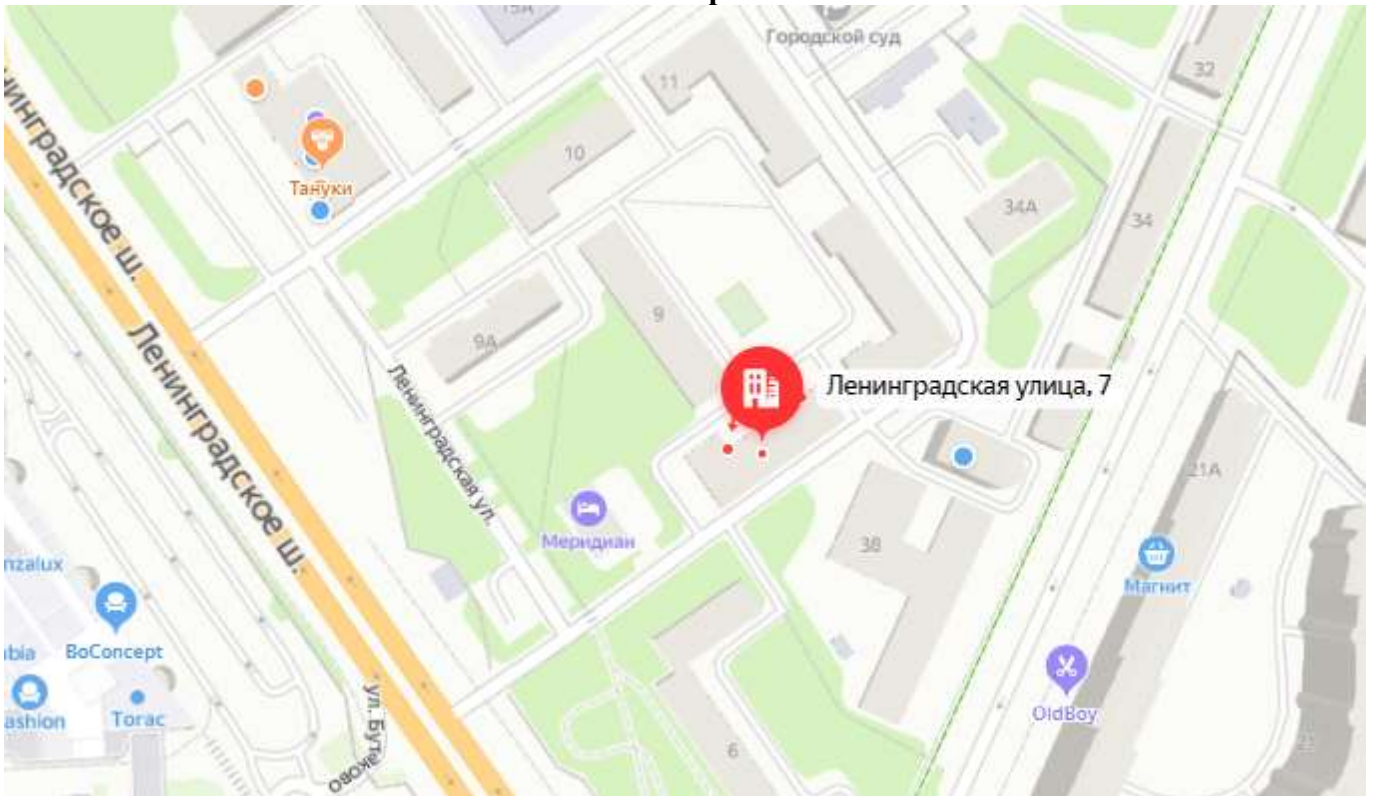 15А
Городской суд
11
32
Ленинградское ш.
Тануки
10
34А
34
9
9А
Ленинградская улица, 7
Ленинградская ул.
Ленинградское ш.
Меридиан
38
21А
Магнит
nzalux
BoConcept
bia
ashion
Торас
ул. Бутаково
OldBoy
6